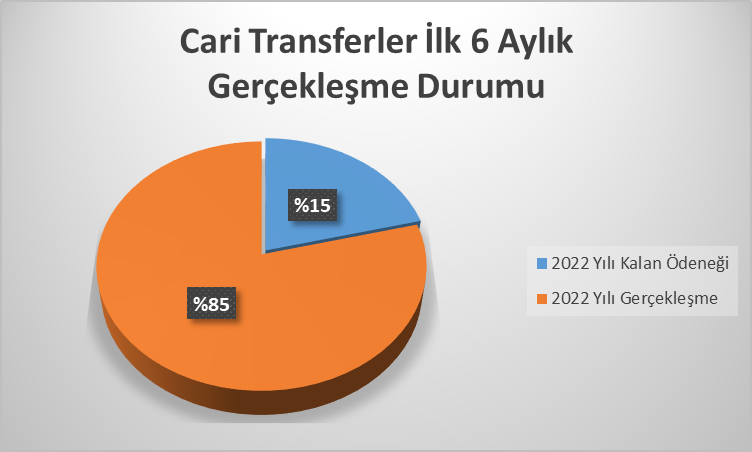 Cari Transferler İlk 6 Aylık
Gerçekleşme Durumu
%15
%85
2022 Yılı Kalan Ödeneği
2022 Yılı Gerçekleşme